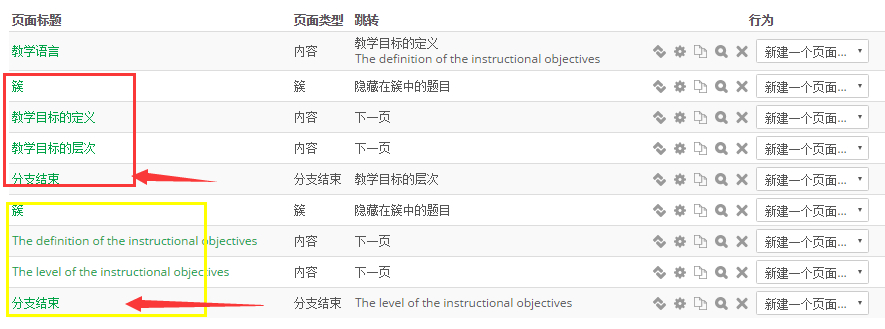 页面标题 页面类型 跳转 行为
教学语言 内容 教学目标的定义 新建一个页面...
The definition of the instructional objectives
簇 簇 隐藏在簇中的题目 新建一个页面...
教学目标的定义 内容 下一页 新建一个页面...
教学目标的层次 内容 下一页 新建一个页面...
分支结束 分支结束 教学目标的层次 新建一个页面...
簇 簇 隐藏在簇中的题目 新建一个页面...
The definition of the instructional objectives 内容 下一页 新建一个页面...
The level of the instructional objectives 内容 下一页 新建一个页面...
分支结束 分支结束 The level of the instructional objectives 新建一个页面...